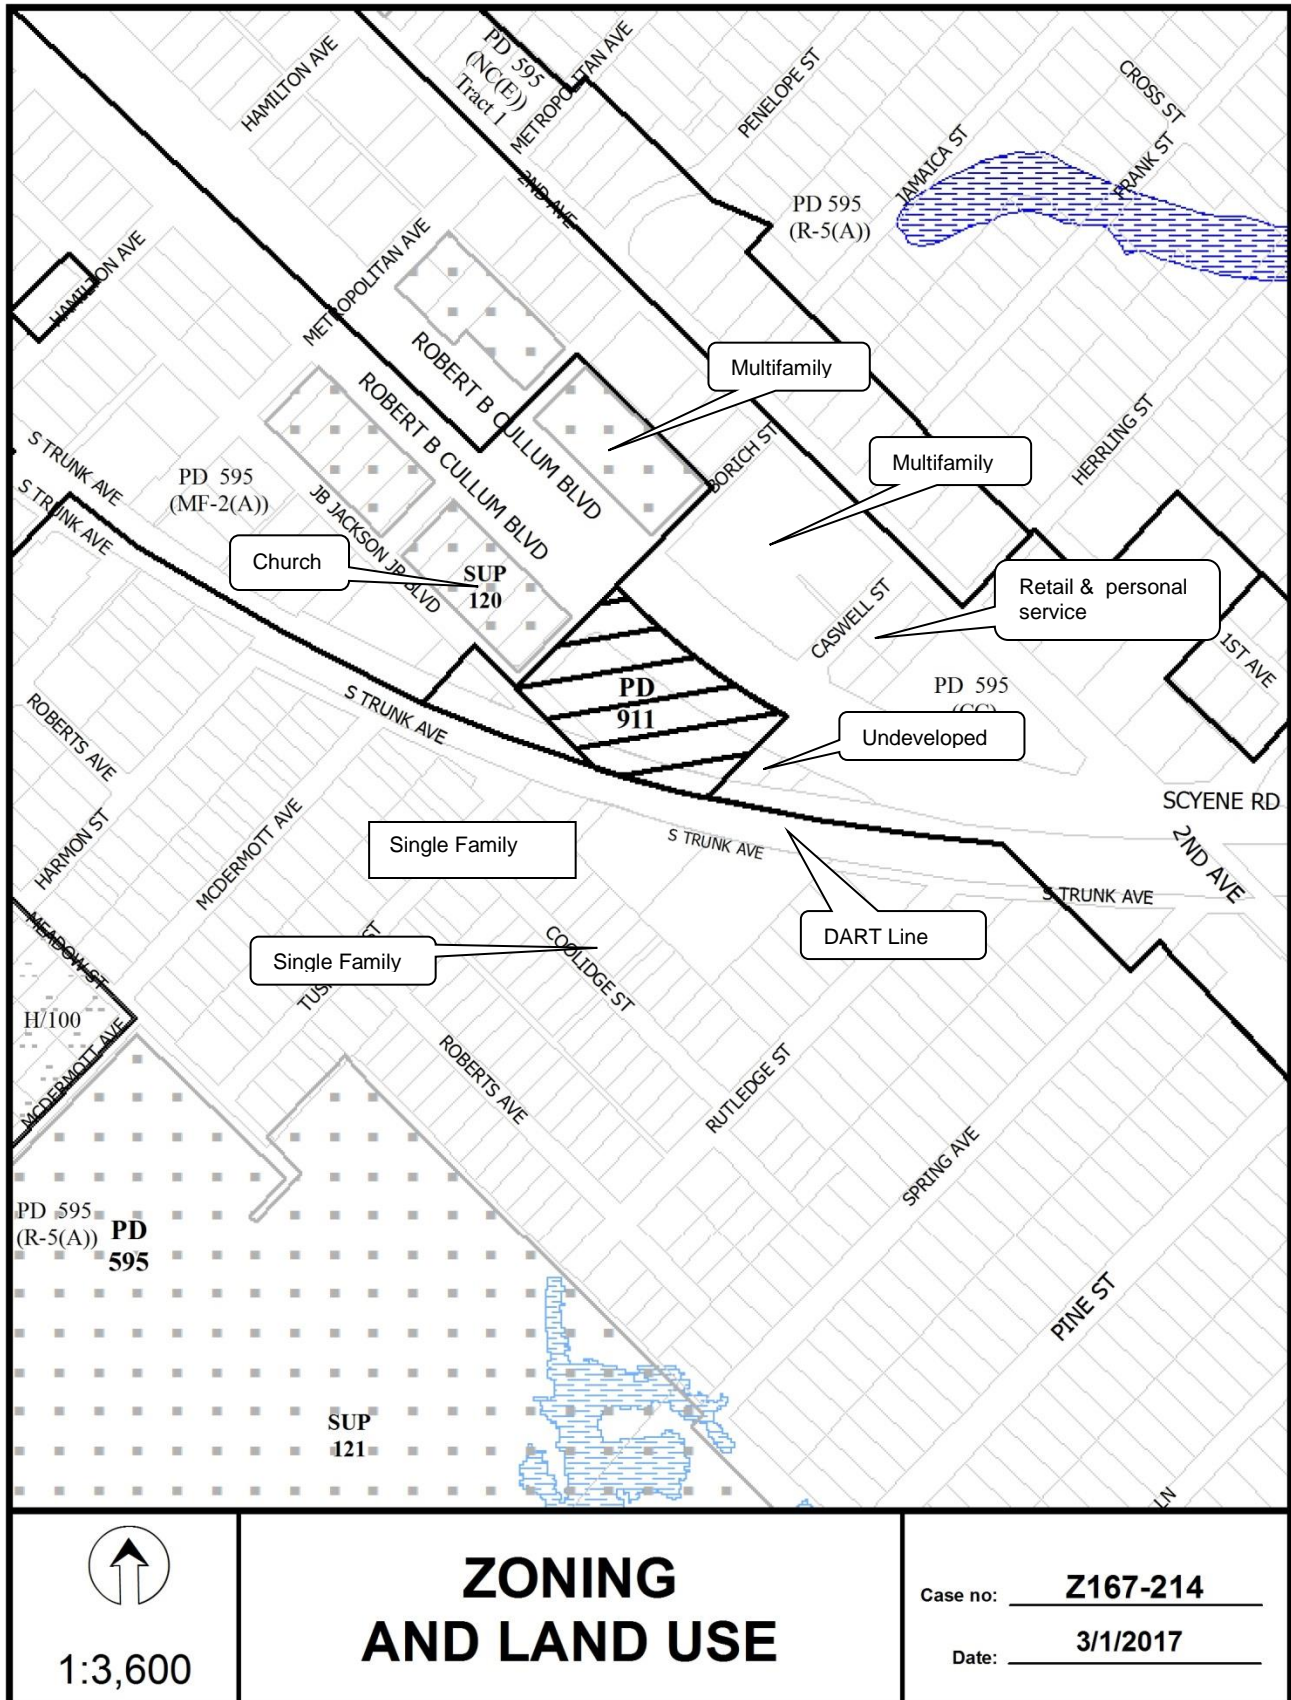 HAMILTON AVE
PD 595
(NC(E))
Tract 1
METROPOLITAN AVE
PENELOPE ST
CROSS ST
FRANK ST
JAMAICA ST
2ND AVE
PD 595
(R-5(A))
HAMILTON AVE
METROPOLITAN AVE
ROBERT B CULLUM BLVD
ROBERT B CULLUM BLVD
Multifamily
BORICH ST
HERRLING ST
Multifamily
S TRUNK AVE
S TRUNK AVE
PD 595
(MF-2(A))
JB JACKSON JR BLVD
Church
SUP
120
CASWELL ST
Retail & personal
service
1ST AVE
PD 595
(CC)
PD
911
Undeveloped
S TRUNK AVE
ROBERTS AVE
HARMON ST
MCDERMOTT AVE
Single Family
S TRUNK AVE
SCYENE RD
2ND AVE
S TRUNK AVE
DART Line
MEADOW ST
Single Family
COOLIDGE ST
H/100
MCDERMOTT AVE
ROBERTS AVE
RUTLEDGE ST
SPRING AVE
PD 595
(R-5(A))
PD
595
PINE ST
SUP
121
LN
1:3,600
ZONING
AND LAND USE
Case no: Z167-214
Date: 3/1/2017